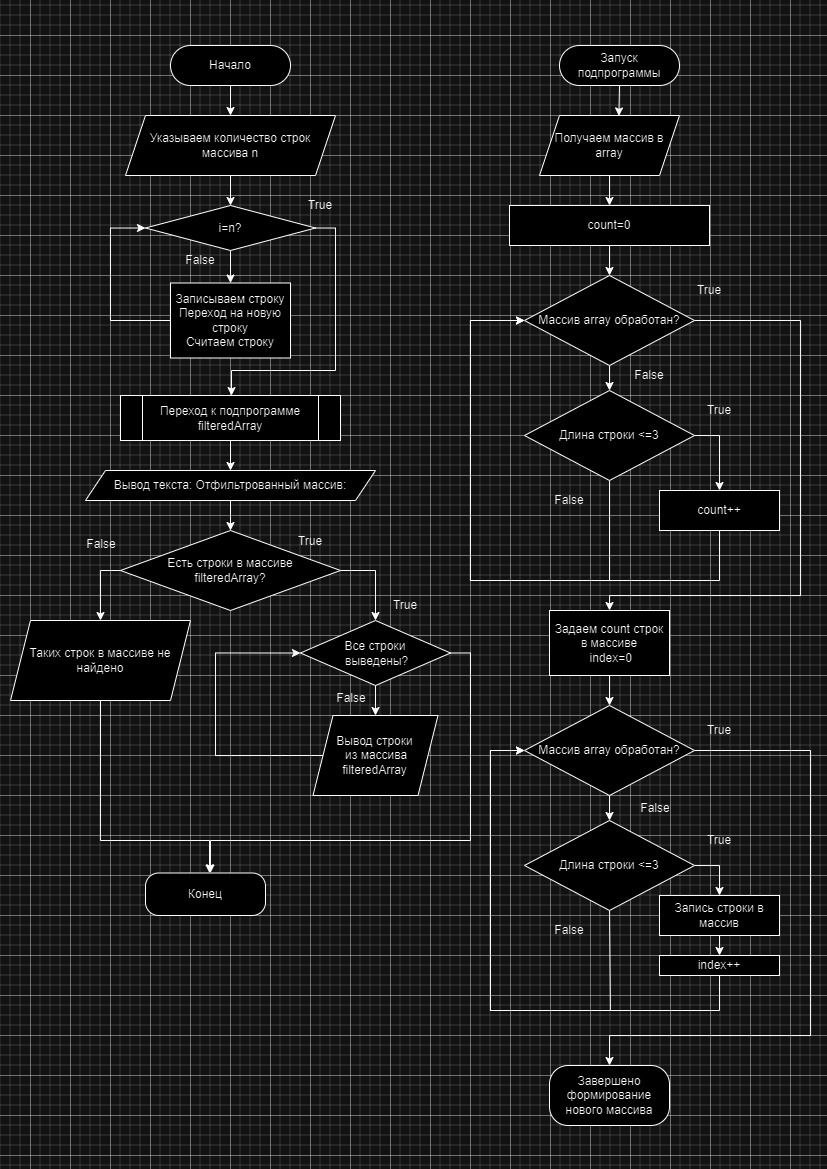 Начало
Указываем количество строк
массива n
True
i=n?
False
Записываем строку
Переход на новую
строку
Считаем строку
Переход к подпрограмме
filteredArray
Вывод текста: Отфильтрованный массив:
False
True
Есть строки в массиве
filteredArray?
True
Таких строк в массиве не
найдено
Все строки
выведены?
False
Вывод строки
из массива
filteredArray
Конец
Запуск
подпрограммы
Получаем массив в
array
count=0
True
Массив array обработан?
False
True
Длина строки <=3
False
count++
Задаем count строк
в массиве
index=0
True
Массив array обработан?
False
True
Длина строки <=3
Запись строки в
массив
False
index++
Завершено
формирование
нового массива